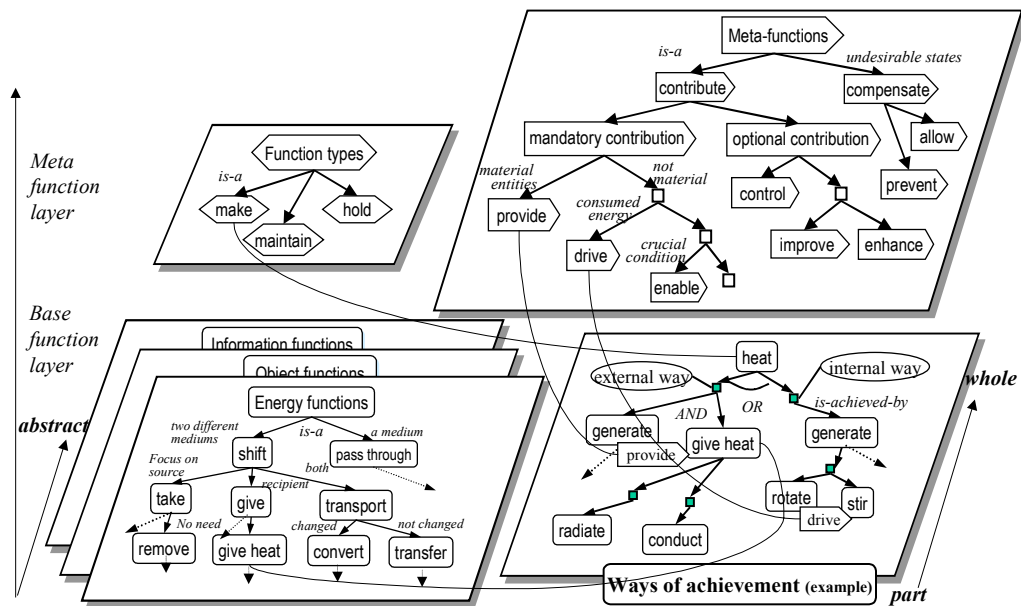 Meta-functions
is-a
undesirable states
contribute
compensate
mandatory contribution
optional contribution
allow
prevent
material
entities
not
material
provide
consumed
energy
drive
crucial
condition
enable
control
improve
enhance
Meta
function
layer
Function types
is-a
make
hold
maintain
Base
function
layer
abstract
Information functions
Object functions
Energy functions
two different
mediums
is-a
a medium
shift
pass through
Focus on
source
recipient
both
take
give
transport
No need
changed
not changed
remove
give heat
convert
transfer
heat
external way
internal way
AND
OR
is-achieved-by
generate
give heat
generate
provide
rotate
stir
drive
radiate
conduct
Ways of achievement (example)
whole
part